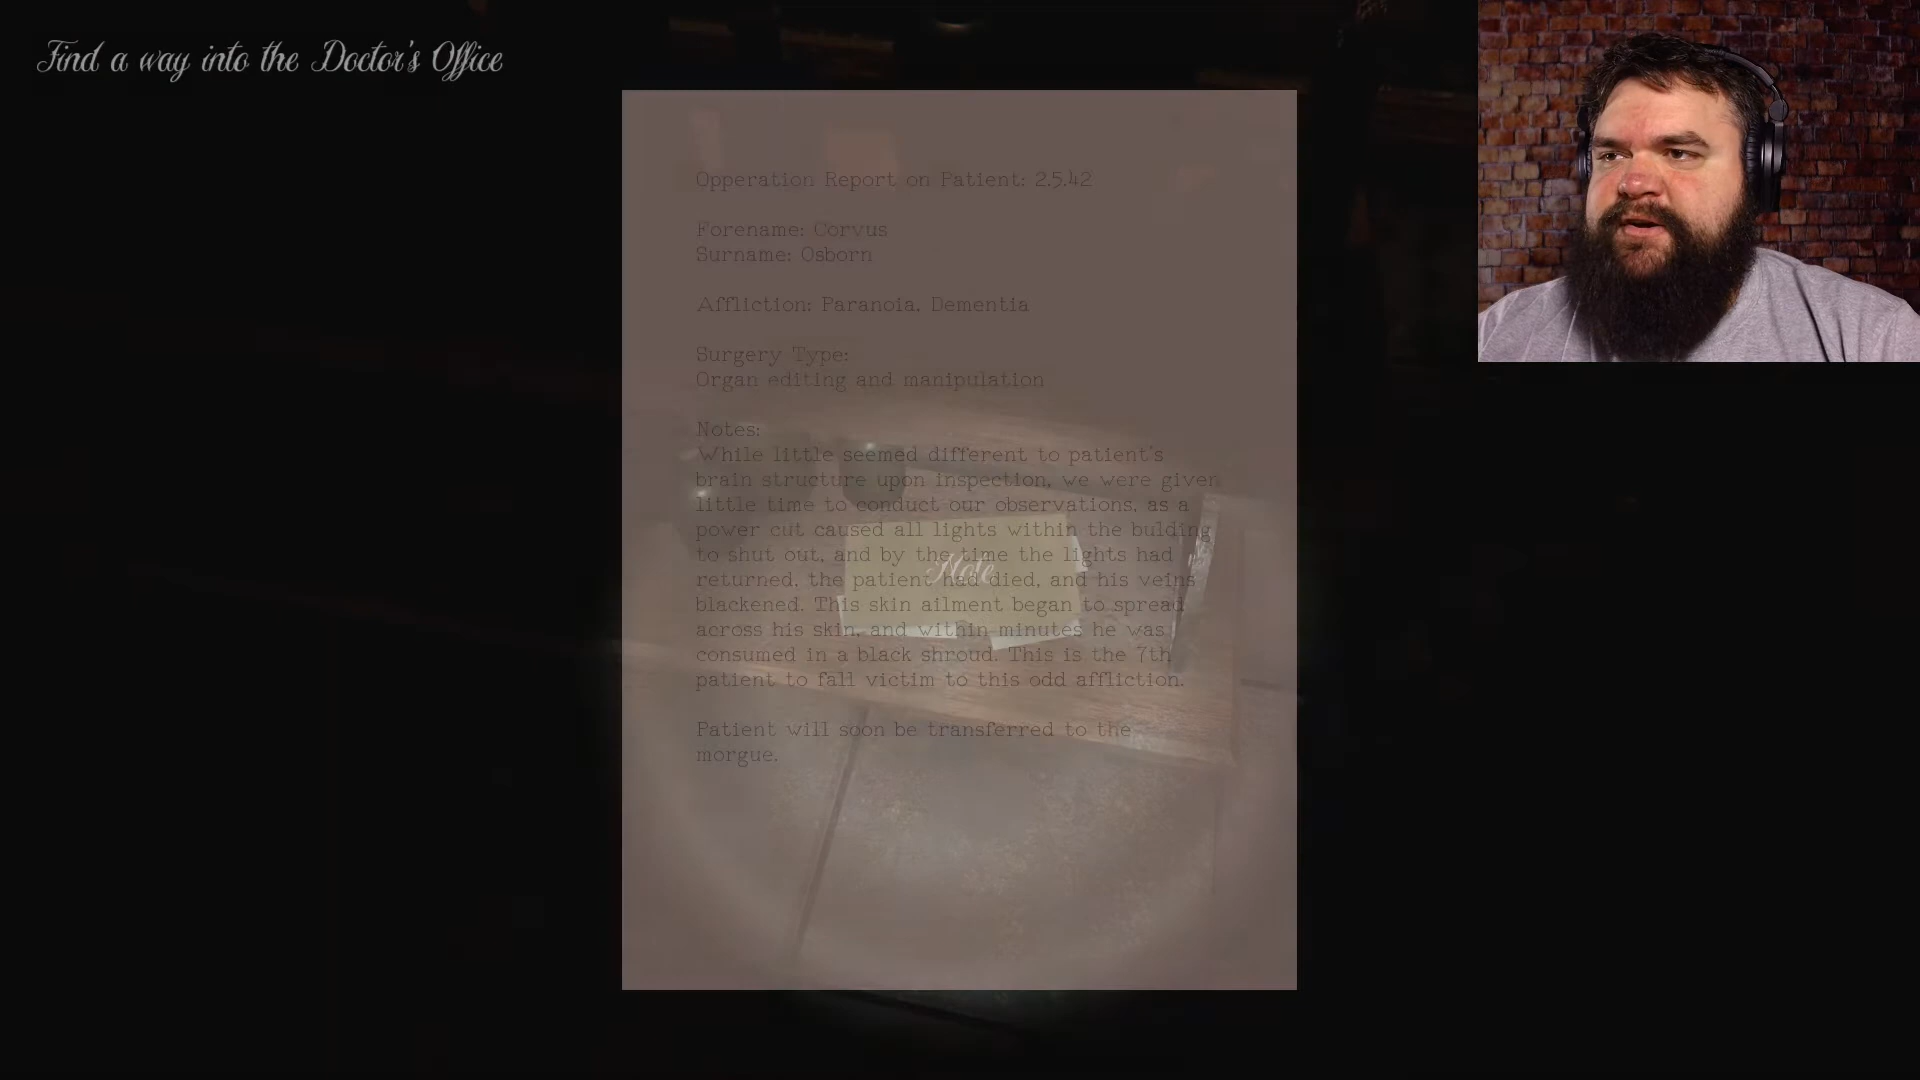 Find a way into the Doctor's Office
Opperation Report on Patient: 2.5.42
Forename: Corvus
Surname: Osborn
Affliction: Paranoia, Dementia
Surgery Type:
Organ editing and manipulation
Notes:
While little seemed different to patient's
brain structure upon inspection, we were given
little time to conduct our observations, as a
power cut caused all lights within the bulding
to shut out, and by the time the lights had
returned, the patient had died, and his veins
blackened. This skin ailment began to spread
across his skin, and within minutes he was
consumed in a black shroud. This is the 7th
patient to fall victim to this odd affliction.
Patient will soon be transferred to the
morgue.
Note